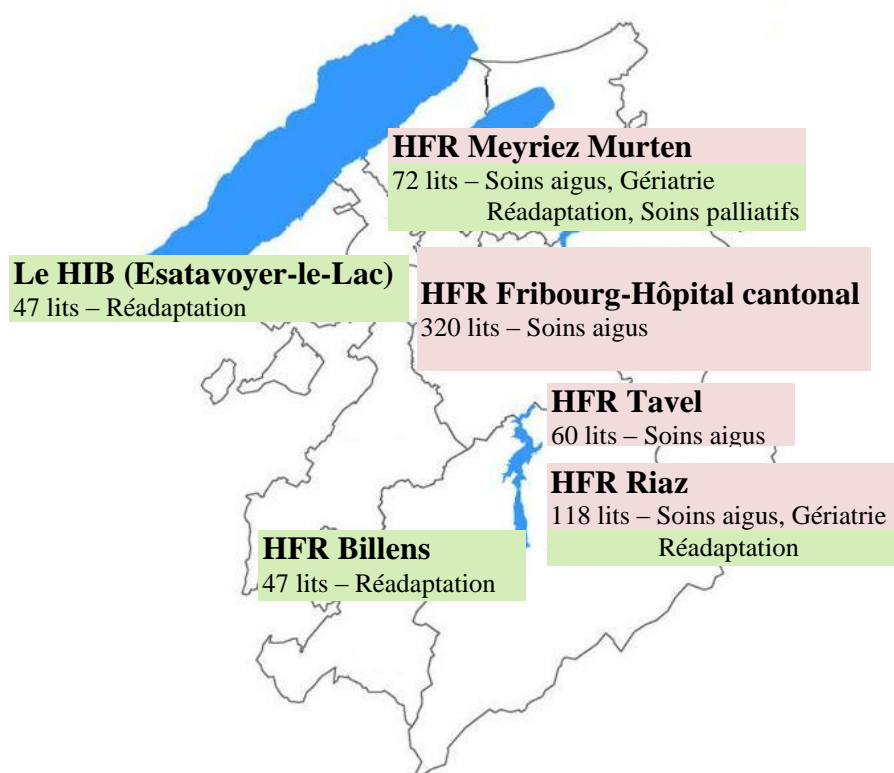 HFR Meyriez Murten
72 lits – Soins aigus, Gériatrie
Réadaptation, Soins palliatifs
Le HIB (Esatavoyer-le-Lac)
47 lits – Réadaptation
HFR Fribourg-Hôpital cantonal
320 lits – Soins aigus
HFR Tavel
60 lits – Soins aigus
HFR Riaz
118 lits – Soins aigus, Gériatrie
Réadaptation
HFR Billens
47 lits – Réadaptation